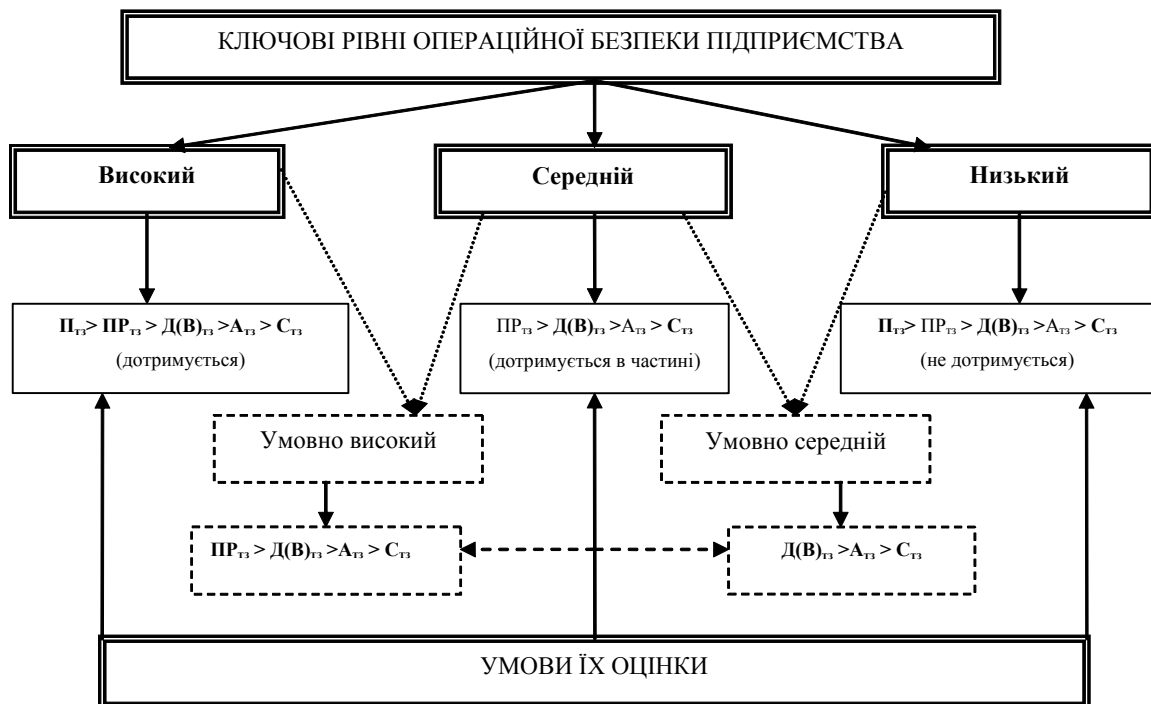 КЛЮЧОВІ РІВНІ ОПЕРАЦІЙНОЇ БЕЗПЕКИ ПІДПРИЄМСТВА
Високий
Середній
Низький
Птз> ПРтз > Д(В)тз >Атз > Стз
(дотримується)
ПРтз > Д(В)тз >Атз > Стз
(дотримується в частині)
Птз> ПРтз > Д(В)тз >Атз > Стз
(не дотримується)
Умовно високий
Умовно середній
ПРтз > Д(В)тз >Атз > Стз
Д(В)тз >Атз > Стз
УМОВИ ЇХ ОЦІНКИ